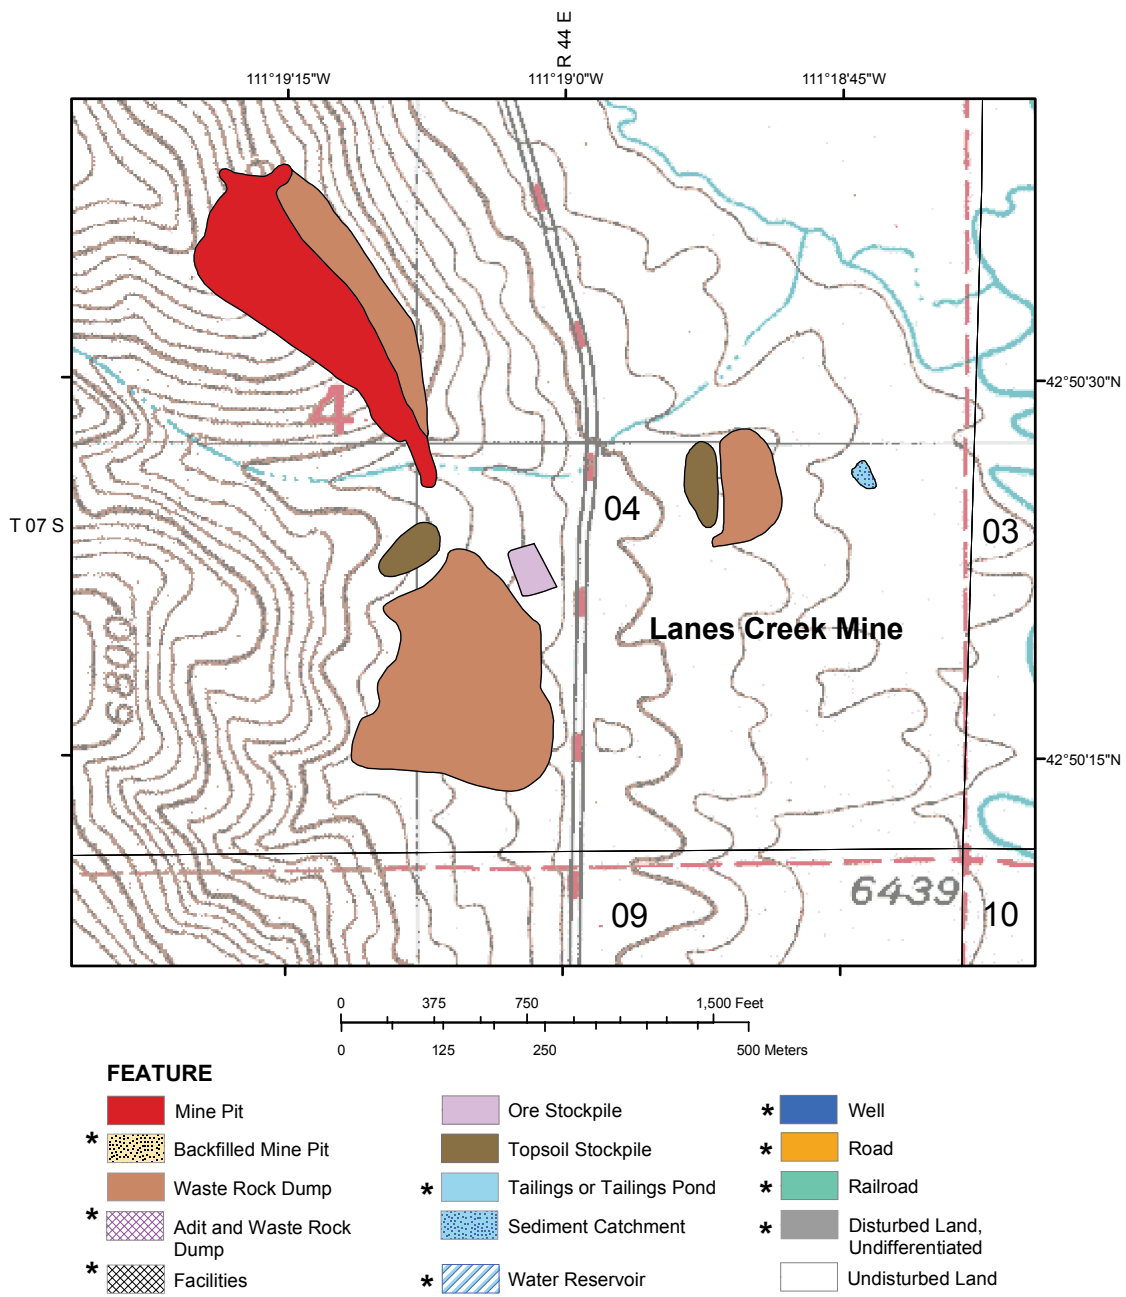 R 44 E
111°19'15"W
111°19'0"W
111°18'45"W
42°50'30"N
4
04
T 07 S
03
Lanes Creek Mine
6800
42°50'15"N
6439
09
10
0 375 750 1,500 Feet
0 125 250 500 Meters
FEATURE
Mine Pit
* Backfilled Mine Pit
Waste Rock Dump
* Adit and Waste Rock
Dump
* Facilities
Ore Stockpile
Topsoil Stockpile
* Tailings or Tailings Pond
Sediment Catchment
* Water Reservoir
* Well
* Road
* Railroad
* Disturbed Land,
Undifferentiated
Undisturbed Land